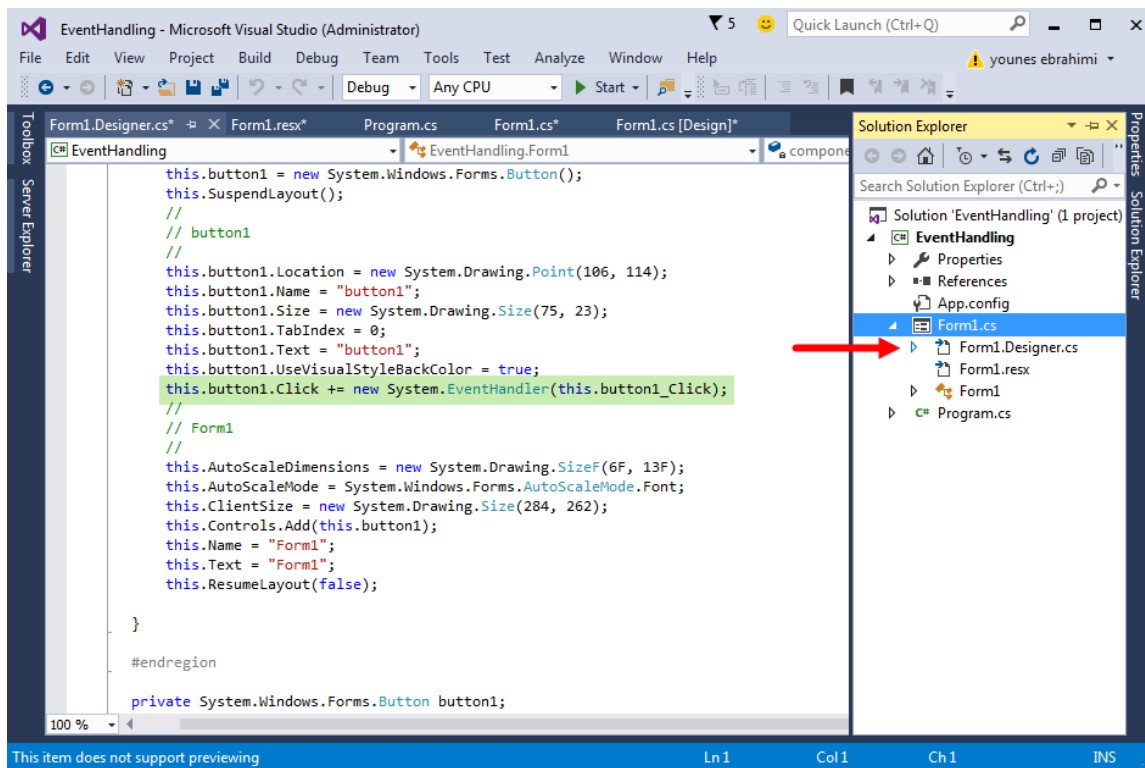 EventHandling - Microsoft Visual Studio (Administrator)
5
Quick Launch (Ctrl+Q)
File Edit View Project Build Debug Team Tools Test Analyze Window Help
younes ebrahimi
Debug Any CPU Start
Toolbox
Server Explorer
Form1.Designer.cs* Form1.resx* Program.cs Form1.cs* Form1.cs [Design]*
C# EventHandling EventHandling.Form1 compone
this.button1 = new System.Windows.Forms.Button();
this.SuspendLayout();
//
// button1
//
this.button1.Location = new System.Drawing.Point(106, 114);
this.button1.Name = "button1";
this.button1.Size = new System.Drawing.Size(75, 23);
this.button1.TabIndex = 0;
this.button1.Text = "button1";
this.button1.UseVisualStyleBackColor = true;
this.button1.Click += new System.EventHandler(this.button1_Click);
//
// Form1
//
this.AutoScaleDimensions = new System.Drawing.SizeF(6F, 13F);
this.AutoScaleMode = System.Windows.Forms.AutoScaleMode.Font;
this.ClientSize = new System.Drawing.Size(284, 262);
this.Controls.Add(this.button1);
this.Name = "Form1";
this.Text = "Form1";
this.ResumeLayout(false);
}
#endregion
private System.Windows.Forms.Button button1;
100 %
Solution Explorer
Search Solution Explorer (Ctrl+;)
Solution 'EventHandling' (1 project)
C# EventHandling
Properties
References
App.config
Form1.cs
Form1.Designer.cs
Form1.resx
Form1
C# Program.cs
Properties
Solution Explorer
This item does not support previewing Ln 1 Col 1 Ch 1 INS